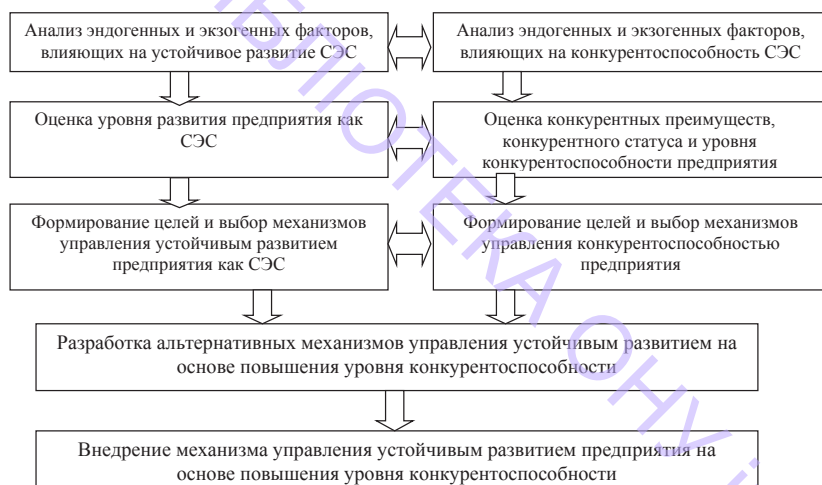 Анализ эндогенных и экзогенных факторов,
влияющих на устойчивое развитие СЭС
Анализ эндогенных и экзогенных факторов,
влияющих на конкурентоспособность СЭС
Оценка уровня развития предприятия как
СЭС
Оценка конкурентных преимуществ,
конкурентного статуса и уровня
конкурентоспособности предприятия
Формирование целей и выбор механизмов
управления устойчивым развитием
предприятия как СЭС
Формирование целей и выбор механизмов
управления конкурентоспособностью
предприятия
Разработка альтернативных механизмов управления устойчивым развитием на
основе повышения уровня конкурентоспособности
Внедрение механизма управления устойчивым развитием предприятия на
основе повышения уровня конкурентоспособности
БІБЛІОТЕКА ОНУ